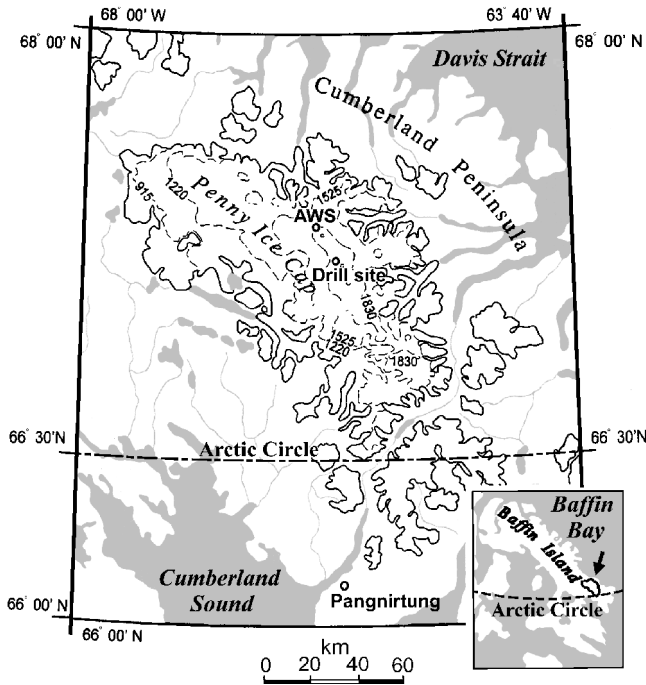 68° 00' W
63° 40' W
68° 00' N
68° 00' N
Davis Strait
Cumberland Peninsula
915
1220
Penny Ice Cap
1525
AWS
Drill site
1830
1525
1220
1830
66° 30'N
66° 30'N
Arctic Circle
Baffin
Bay
Baffin Island
Arctic Circle
Cumberland
Sound
Pangnirtung
66° 00' N
66° 00' N
km
0 20 40 60